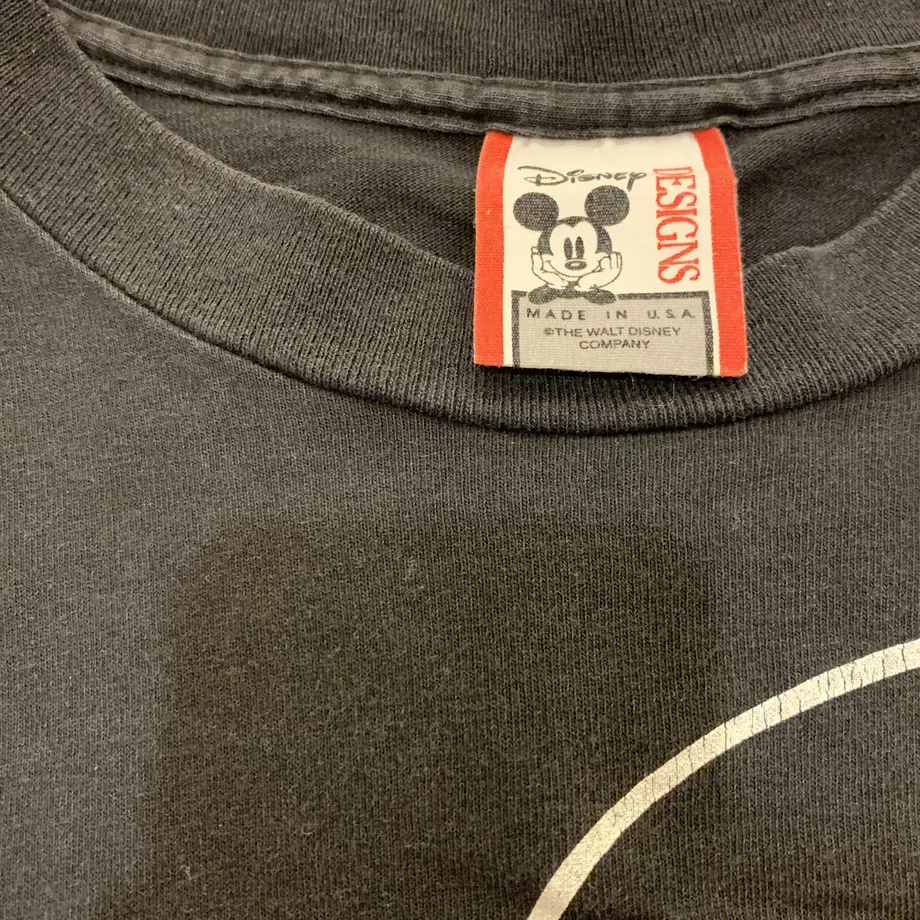 Disney
DESIGNS
MADE IN U.S.A.
©THE WALT DISNEY
COMPANY